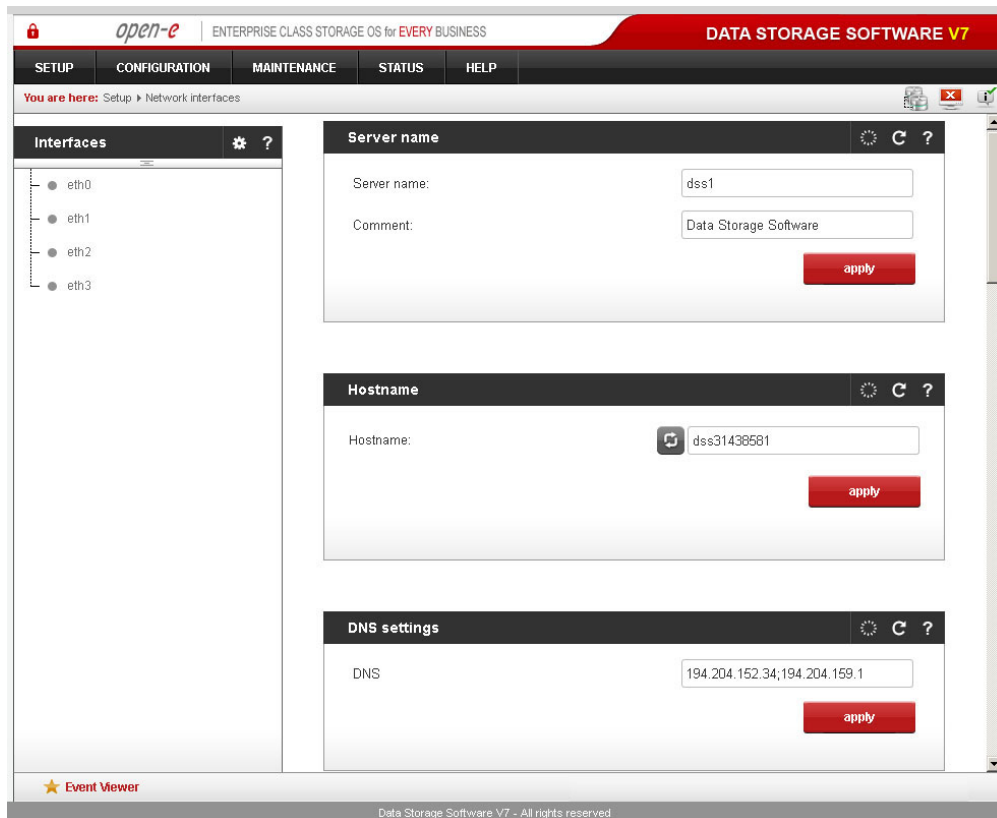 open-e ENTERPRISE CLASS STORAGE OS for EVERY BUSINESS DATA STORAGE SOFTWARE V7
SETUP CONFIGURATION MAINTENANCE STATUS HELP
You are here: Setup ▸ Network interfaces
Interfaces ?
eth0
eth1
eth2
eth3
Server name ?
Server name: dss1
Comment: Data Storage Software
apply
Hostname ?
Hostname: dss31438581
apply
DNS settings ?
DNS 194.204.152.34;194.204.159.1
apply
Event Viewer
Data Storage Software V7 - All rights reserved